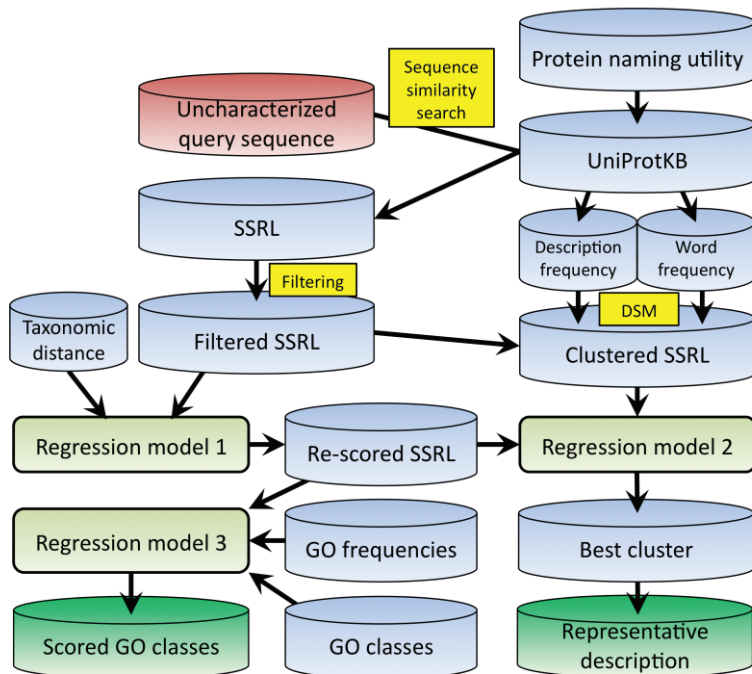 Protein naming utility
Sequence
similarity
search
Uncharacterized
query sequence
UniProtKB
SSRL
Description
frequency
Word
frequency
Filtering
DSM
Taxonomic
distance
Filtered SSRL
Clustered SSRL
Regression model 1
Re-scored SSRL
Regression model 2
Regression model 3
GO frequencies
Best cluster
Scored GO classes
GO classes
Representative
description